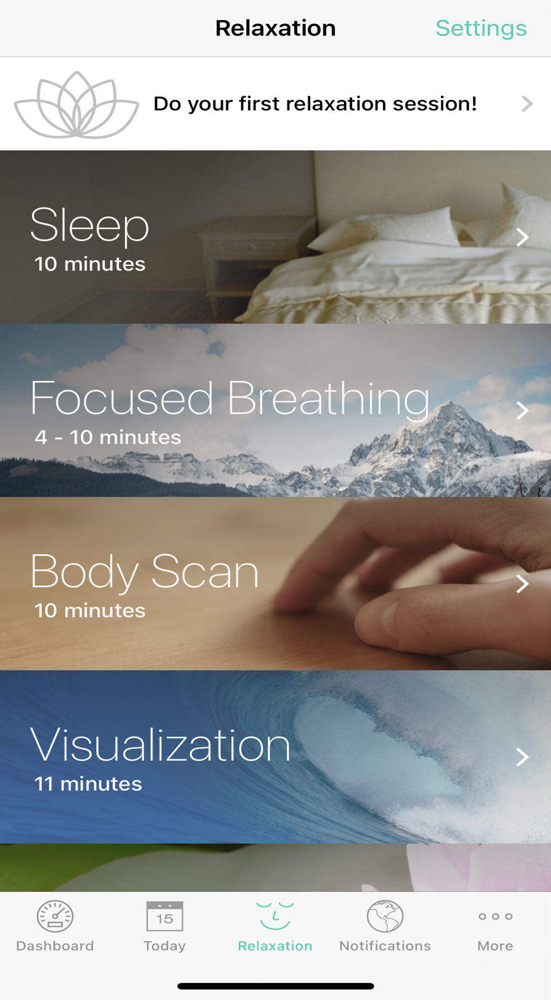 Relaxation
Settings
Do your first relaxation session!
Sleep
10 minutes
Focused Breathing
4 - 10 minutes
Body Scan
10 minutes
Visualization
11 minutes
15
Dashboard
Today
Relaxation
Notifications
More